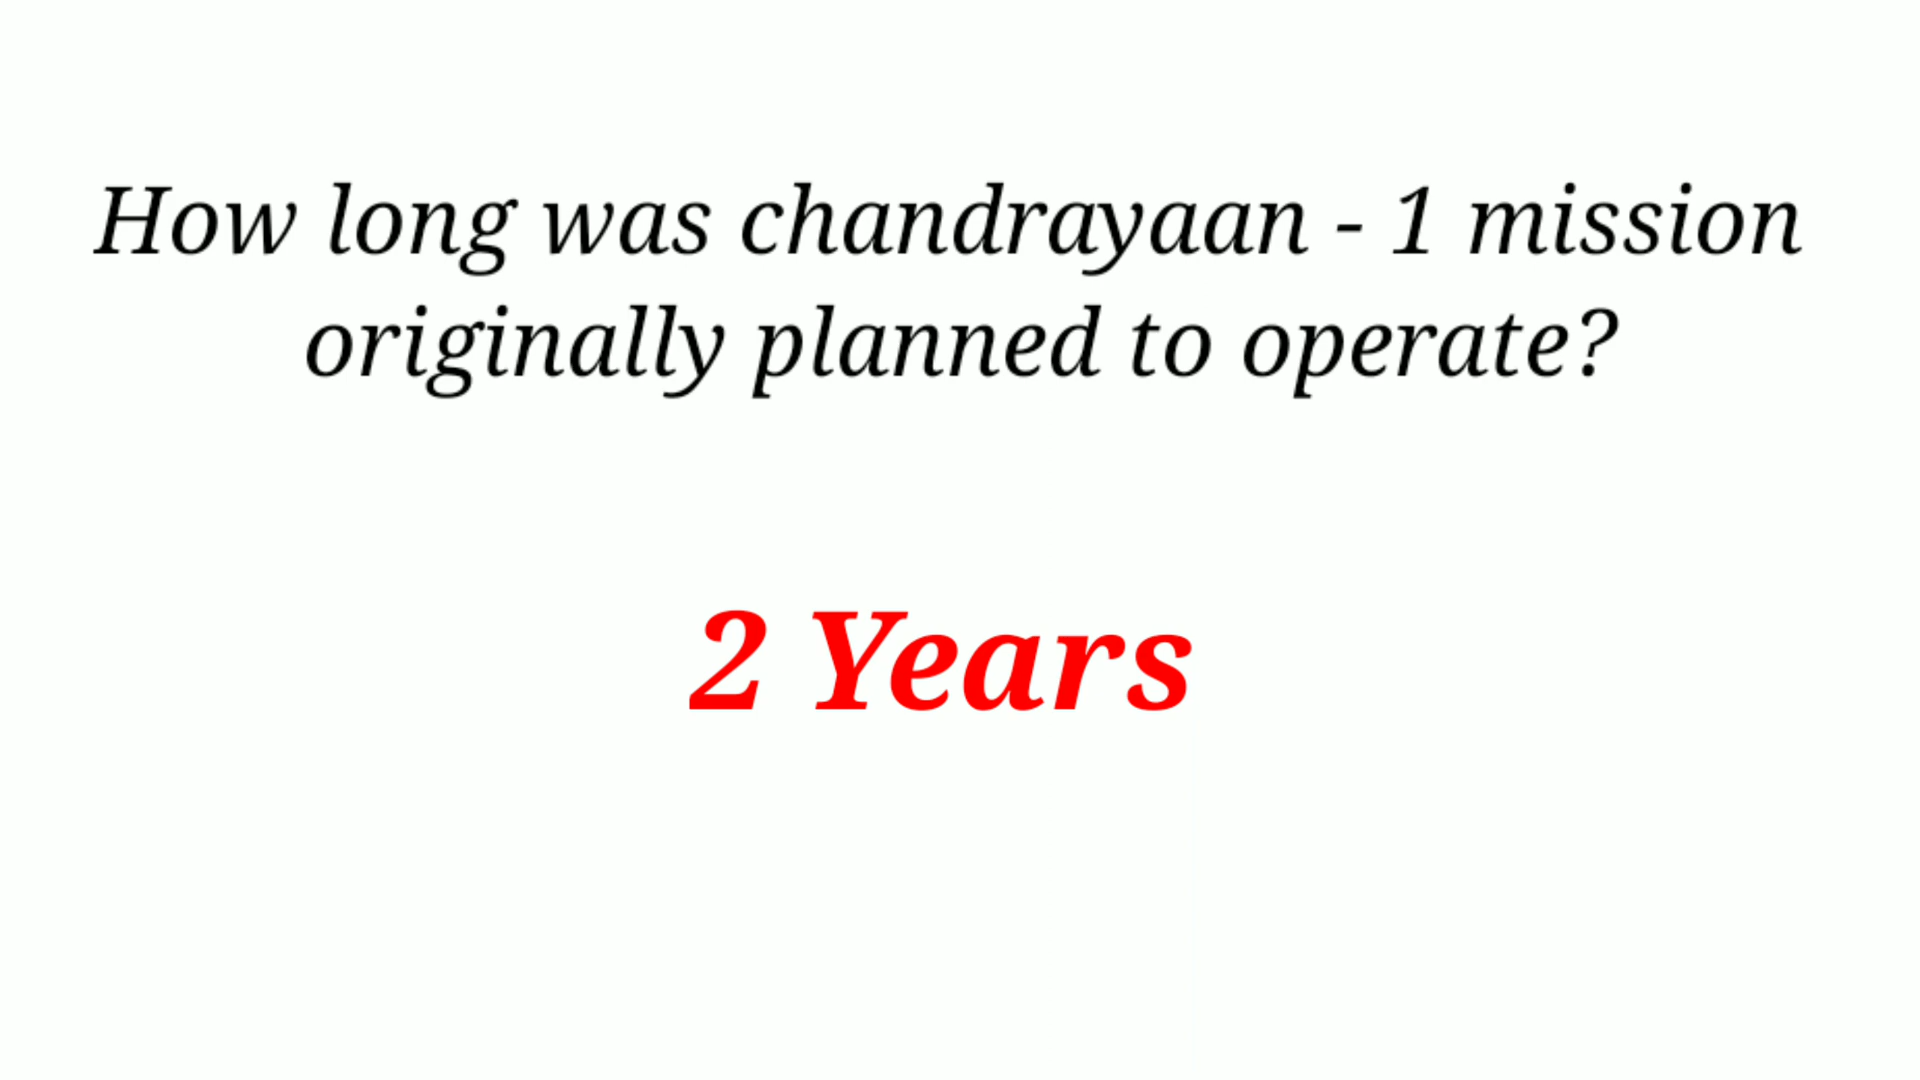 How long was chandrayaan - 1 mission
originally planned to operate?
2 Years